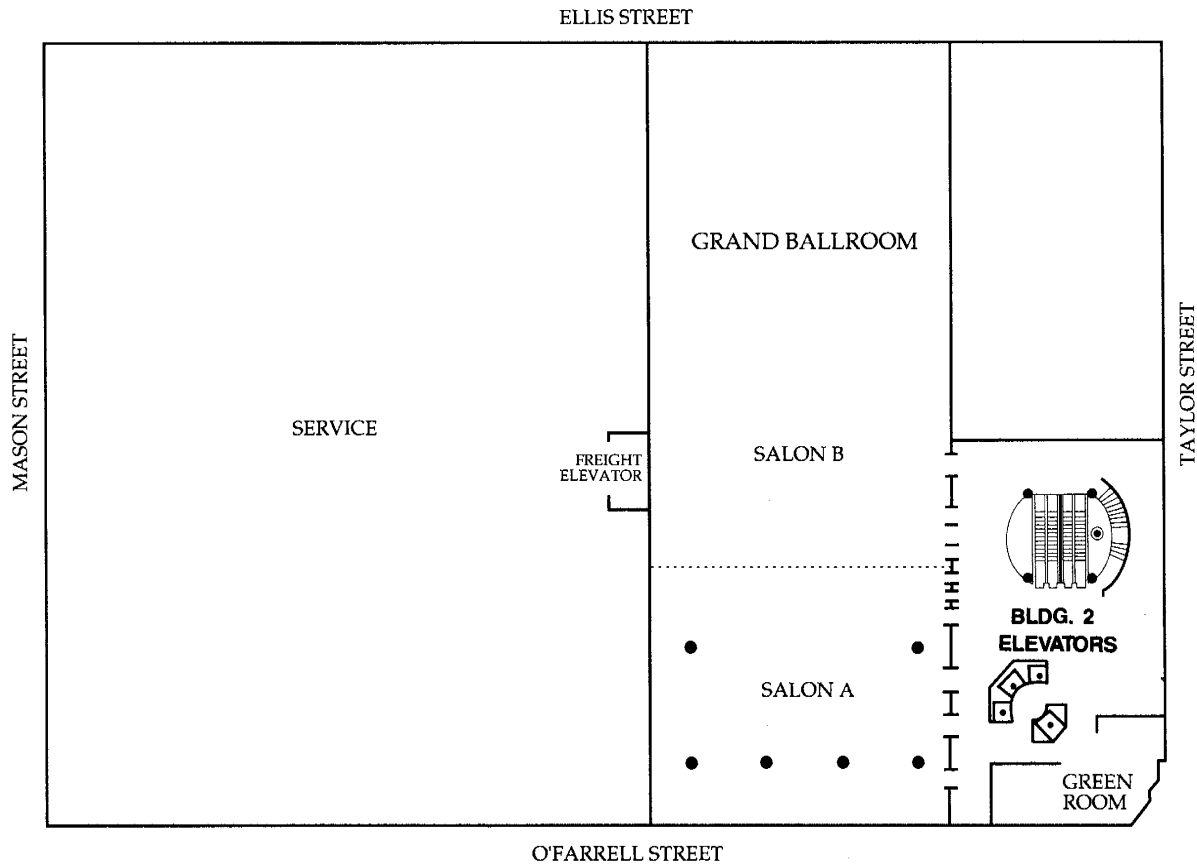 ELLIS STREET
GRAND BALLROOM
MASON STREET
TAYLOR STREET
SERVICE
SALON B
FREIGHT
ELEVATOR
BLDG. 2
ELEVATORS
SALON A
GREEN
ROOM
O'FARRELL STREET